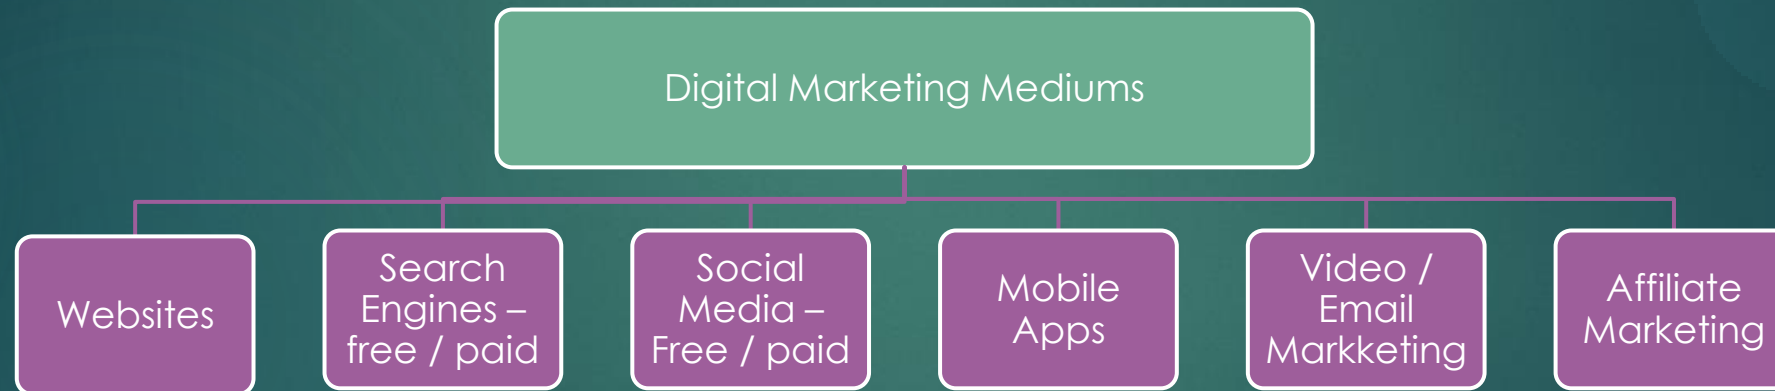 Digital Marketing Mediums
Websites
Search
Engines –
free / paid
Social
Media –
Free / paid
Mobile
Apps
Video /
Email
Markketing
Affiliate
Marketing